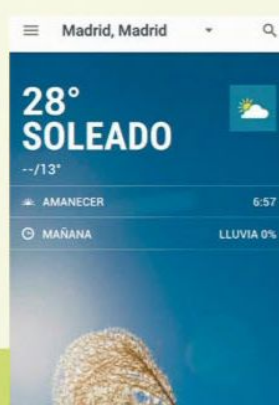 Madrid, Madrid
28°
SOLEADO
--/13°
AMANECER 6:57
MAÑANA LLUVIA 0%